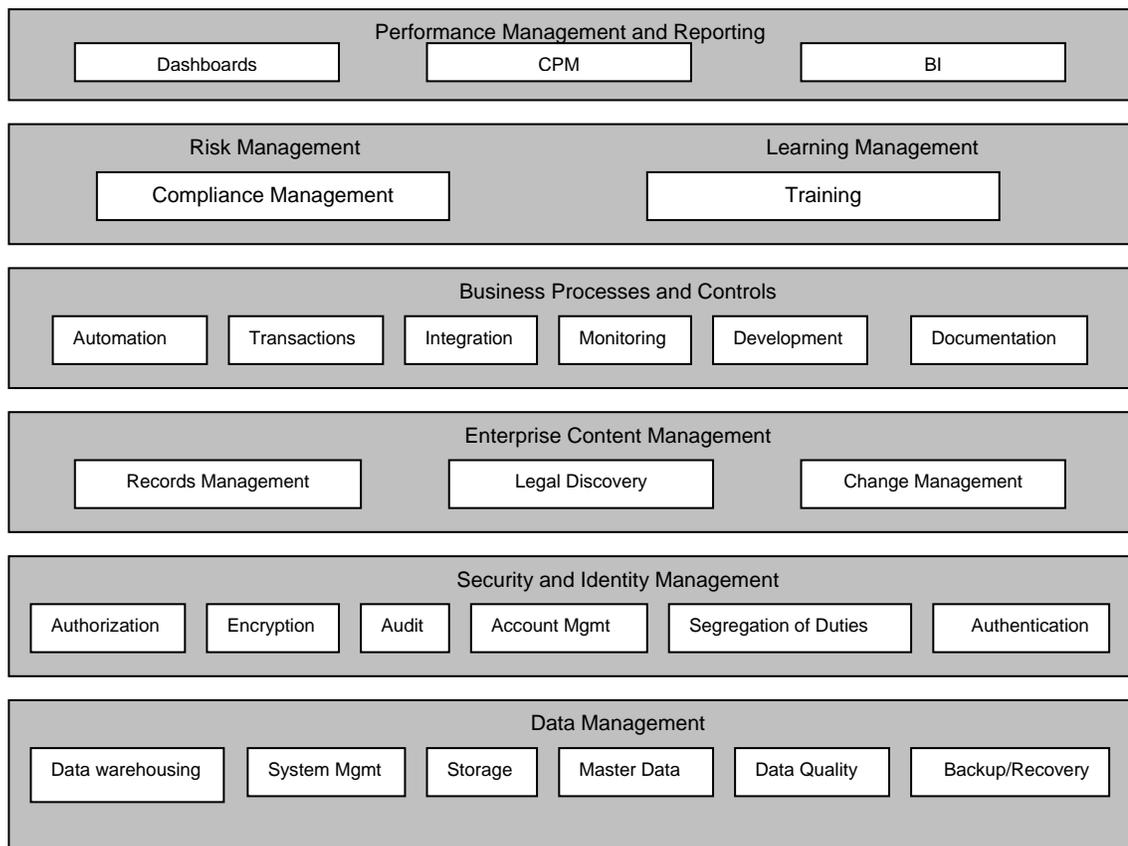 Performance Management and Reporting
Dashboards CPM BI
Risk Management Learning Management
Compliance Management Training
Business Processes and Controls
Automation Transactions Integration Monitoring Development Documentation
Enterprise Content Management
Records Management Legal Discovery Change Management
Security and Identity Management
Authorization Encryption Audit Account Mgmt Segregation of Duties Authentication
Data Management
Data warehousing System Mgmt Storage Master Data Data Quality Backup/Recovery